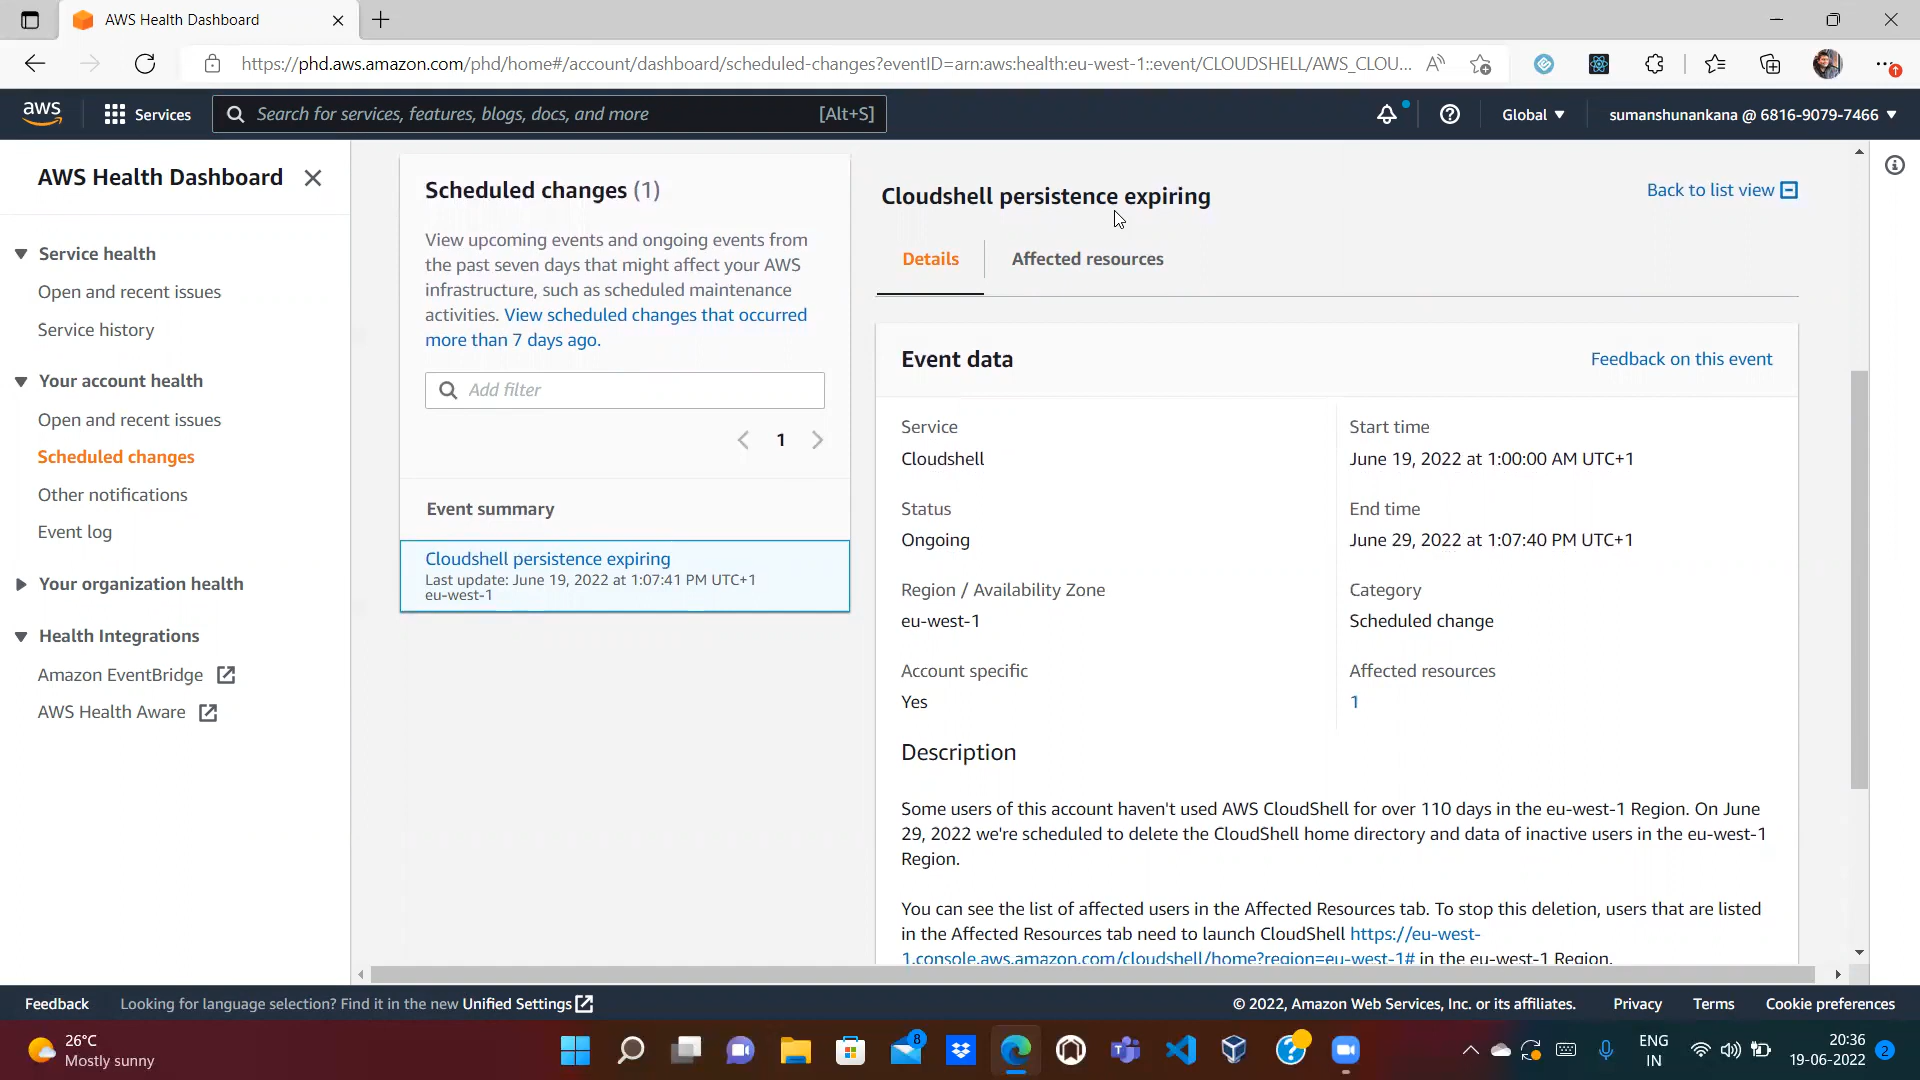 AWS Health Dashboard
https://phd.aws.amazon.com/phd/home#/account/dashboard/scheduled-changes?eventID=arn:aws:health:eu-west-1::event/CLOUDSHELL/AWS_CLOU...
aws
Services
Search for services, features, blogs, docs, and more [Alt+S]
Global
sumanshunankana @ 6816-9079-7466
AWS Health Dashboard
Service health
Open and recent issues
Service history
Your account health
Open and recent issues
Scheduled changes
Other notifications
Event log
Your organization health
Health Integrations
Amazon EventBridge
AWS Health Aware
Scheduled changes (1)
View upcoming events and ongoing events from
the past seven days that might affect your AWS
infrastructure, such as scheduled maintenance
activities. View scheduled changes that occurred
more than 7 days ago.
Add filter
1
Event summary
Cloudshell persistence expiring
Last update: June 19, 2022 at 1:07:41 PM UTC+1
eu-west-1
Cloudshell persistence expiring
Back to list view
Details
Affected resources
Event data
Feedback on this event
Service
Cloudshell
Start time
June 19, 2022 at 1:00:00 AM UTC+1
Status
Ongoing
End time
June 29, 2022 at 1:07:40 PM UTC+1
Region / Availability Zone
eu-west-1
Category
Scheduled change
Account specific
Yes
Affected resources
1
Description
Some users of this account haven't used AWS CloudShell for over 110 days in the eu-west-1 Region. On June
29, 2022 we're scheduled to delete the CloudShell home directory and data of inactive users in the eu-west-1
Region.
You can see the list of affected users in the Affected Resources tab. To stop this deletion, users that are listed
in the Affected Resources tab need to launch CloudShell https://eu-west-
1.console.aws.amazon.com/cloudshell/home?region=eu-west-1# in the eu-west-1 Region.
Feedback
Looking for language selection? Find it in the new Unified Settings
© 2022, Amazon Web Services, Inc. or its affiliates.
Privacy
Terms
Cookie preferences
26°C
Mostly sunny
8
ENG
IN
20:36
19-06-2022
2